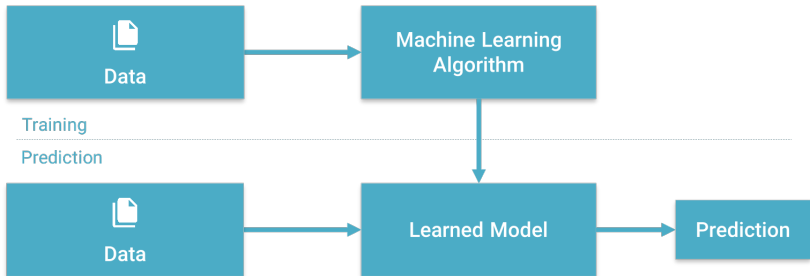 Data
Machine Learning
Algorithm
Training
Prediction
Data
Learned Model
Prediction